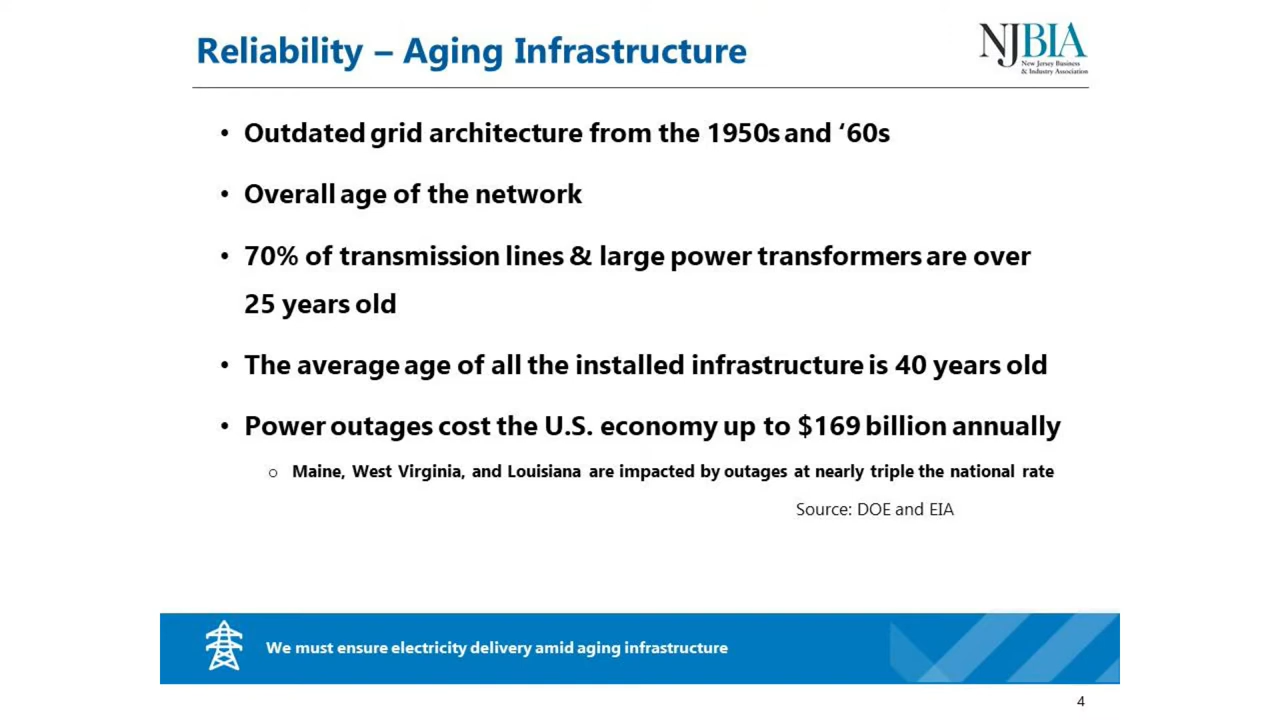 Reliability – Aging Infrastructure
NJBIA
New Jersey Business
& Industry Association
• Outdated grid architecture from the 1950s and ‘60s
• Overall age of the network
• 70% of transmission lines & large power transformers are over
25 years old
• The average age of all the installed infrastructure is 40 years old
• Power outages cost the U.S. economy up to $169 billion annually
o Maine, West Virginia, and Louisiana are impacted by outages at nearly triple the national rate
Source: DOE and EIA
We must ensure electricity delivery amid aging infrastructure
4